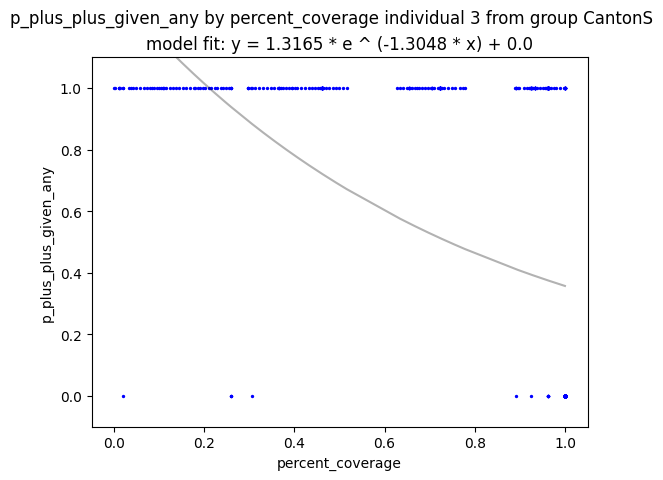 p_plus_plus_given_any by percent_coverage individual 3 from group CantonS
model fit: y = 1.3165 * e ^ (-1.3048 * x) + 0.0
1.0
0.8
0.6
0.4
0.2
0.0
p_plus_plus_given_any
0.0 0.2 0.4 0.6 0.8 1.0
percent_coverage